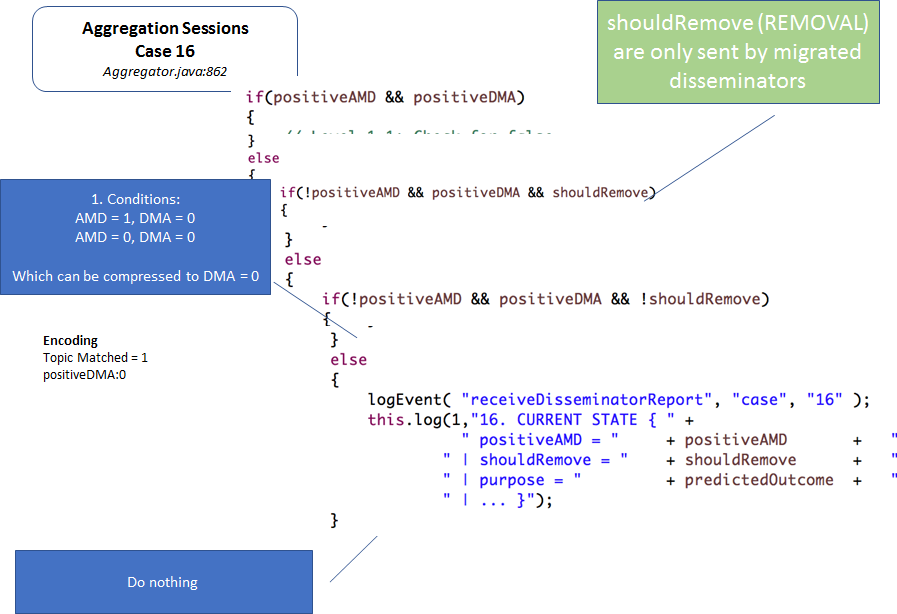 Aggregation Sessions
Case 16
Aggregator.java:862
shouldRemove (REMOVAL)
are only sent by migrated
disseminators
if(positiveAMD && positiveDMA)
{
}
else
{
if(!positiveAMD && positiveDMA && shouldRemove)
{
}
else
{
1. Conditions:
AMD = 1, DMA = 0
AMD = 0, DMA = 0
Which can be compressed to DMA = 0
if(!positiveAMD && positiveDMA && !shouldRemove)
{
}
else
{
Encoding
Topic Matched = 1
positiveDMA:0
logEvent( "receiveDisseminatorReport", "case", "16" );
this.log(1,"16. CURRENT STATE { " +
" positiveAMD = " + positiveAMD + "
" | shouldRemove = " + shouldRemove + "
" | purpose = " + predictedOutcome + "
" | ... }");
}
Do nothing